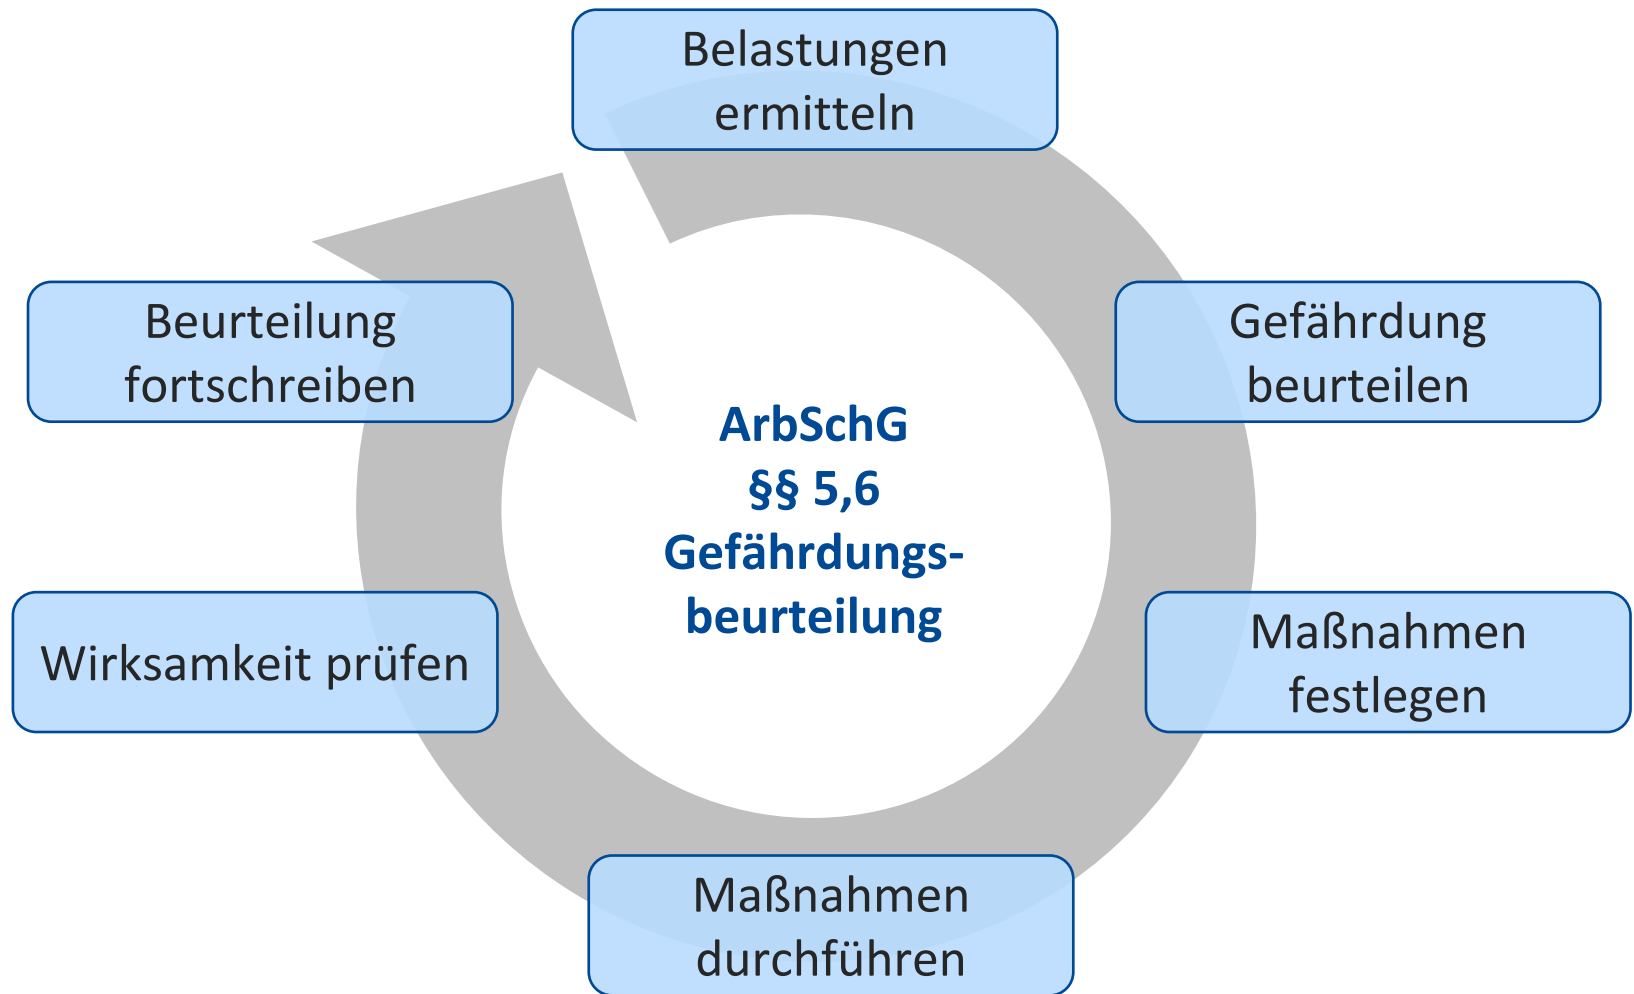 Belastungen
ermitteln
Gefährdung
beurteilen
Maßnahmen
festlegen
Maßnahmen
durchführen
Wirksamkeit prüfen
Beurteilung
fortschreiben
ArbSchG
§§ 5,6
Gefährdungs-
beurteilung